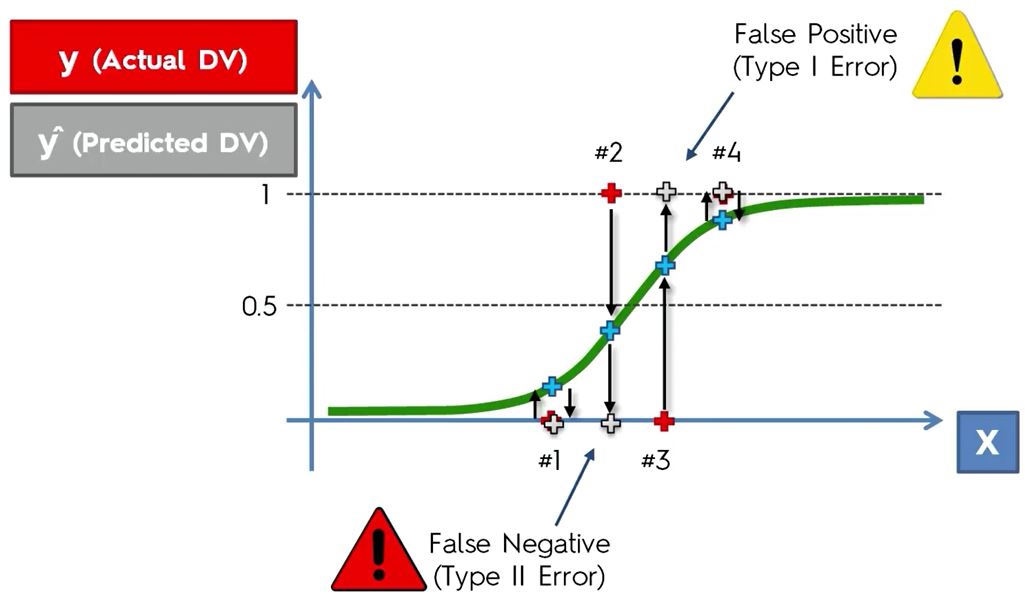 y (Actual DV)
ŷ (Predicted DV)
False Positive
(Type I Error)
!
#2
#4
1
0.5
#1
#3
X
!
False Negative
(Type II Error)